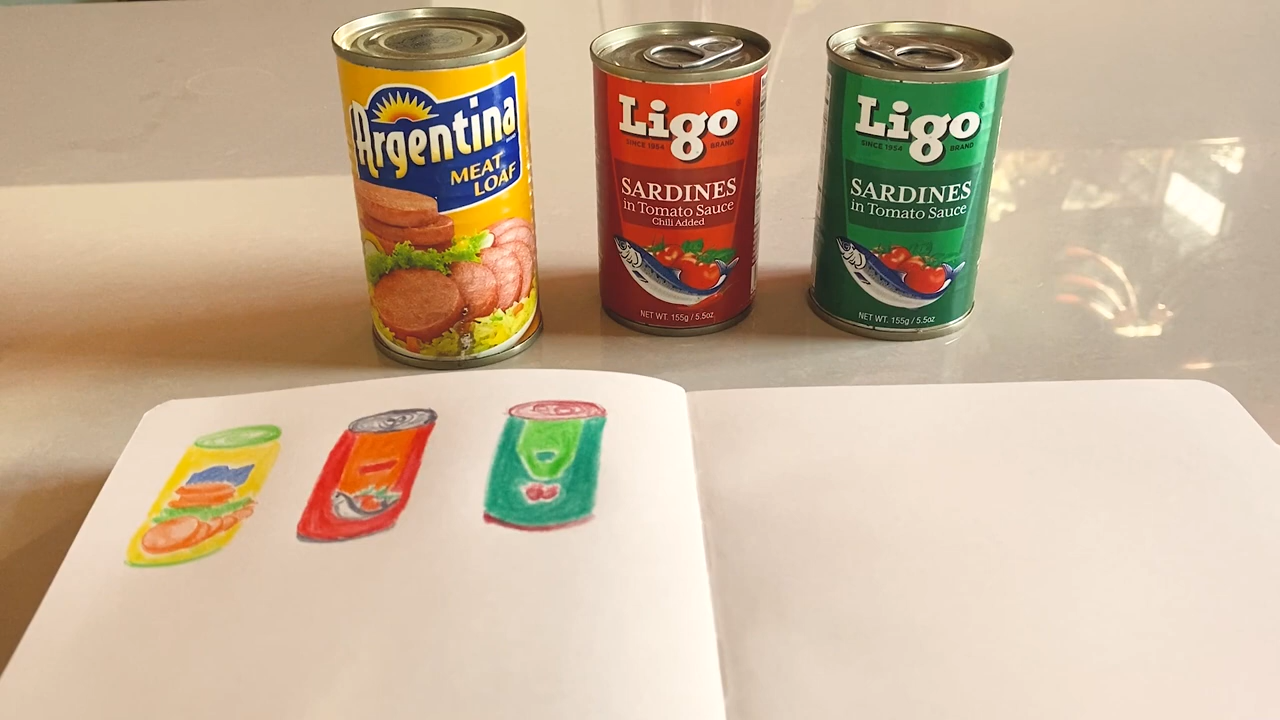 Argentina
MEAT
LOAF
Ligo
SINCE 1954 BRAND
SARDINES
in Tomato Sauce
Chili Added
NET WT. 155g / 5.5oz
Ligo
SINCE 1954 BRAND
SARDINES
in Tomato Sauce
NET WT. 155g / 5.5oz